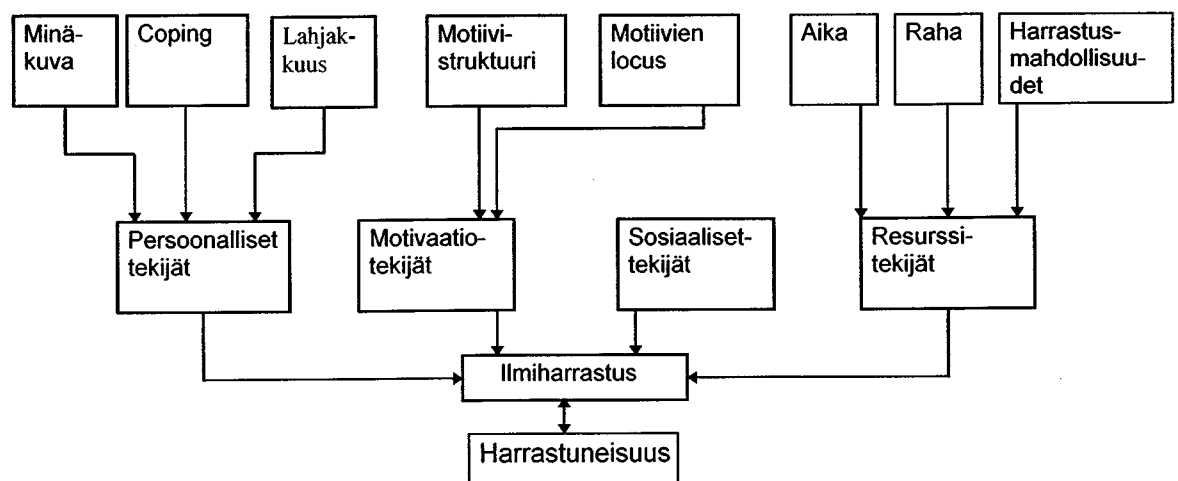 Minä-
kuva
Coping
Lahjak-
kuus
Motiivi-
struktuuri
Motiivien
locus
Aika
Raha
Harrastus-
mahdollisuu-
det
Persoonalliset
tekijät
Motivaatio-
tekijät
Sosiaaliset-
tekijät
Resurssi-
tekijät
Ilmiharrastus
Harrastuneisuus